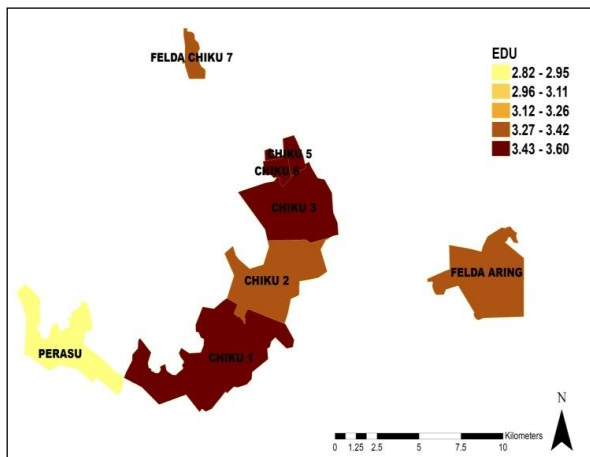 FELDA CHIKU 7
EDU
2.82 - 2.95
2.96 - 3.11
3.12 - 3.26
3.27 - 3.42
3.43 - 3.60
CHIKU 5
CHIKU 6
CHIKU 3
CHIKU 2
FELDA ARING
PERASU
CHIKU 1
N
Kilometers
0 1.25 2.5 5 7.5 10